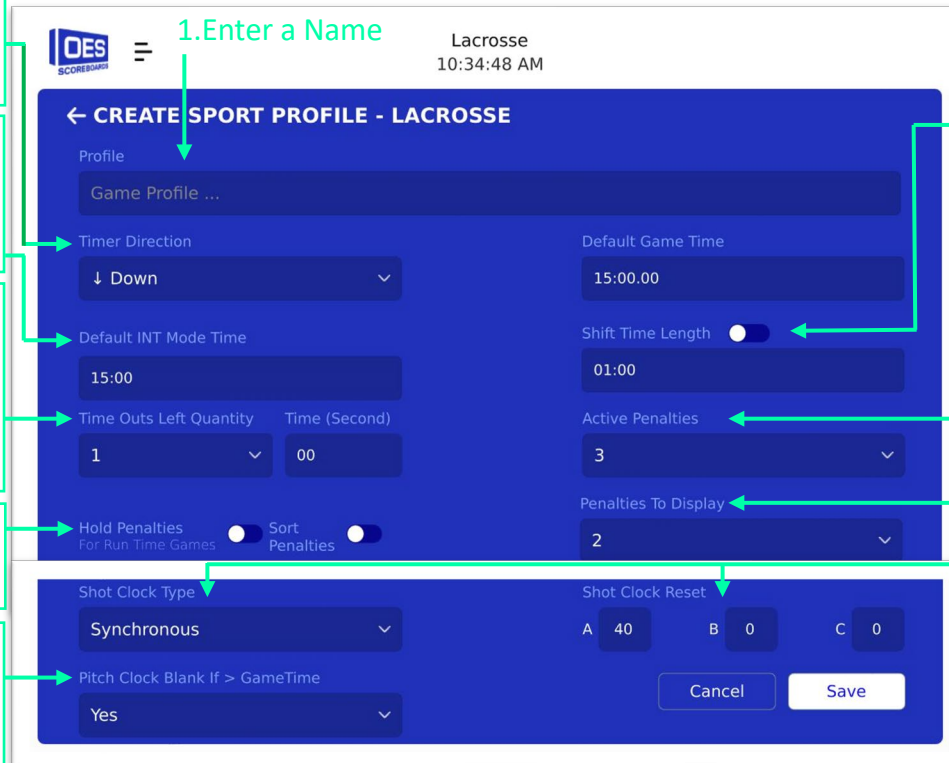 1.Enter a Name
OES
SCOREBOARDS
Lacrosse
10:34:48 AM
← CREATE SPORT PROFILE - LACROSSE
Profile
Game Profile ...
Timer Direction
Default Game Time
↓ Down
15:00.00
Default INT Mode Time
Shift Time Length
15:00
01:00
Time Outs Left Quantity
Time (Second)
Active Penalties
1
00
3
Penalties To Display
Hold Penalties
For Run Time Games
Sort
Penalties
2
Shot Clock Type
Shot Clock Reset
Synchronous
A 40 B 0 C 0
Pitch Clock Blank If > GameTime
Cancel
Save
Yes